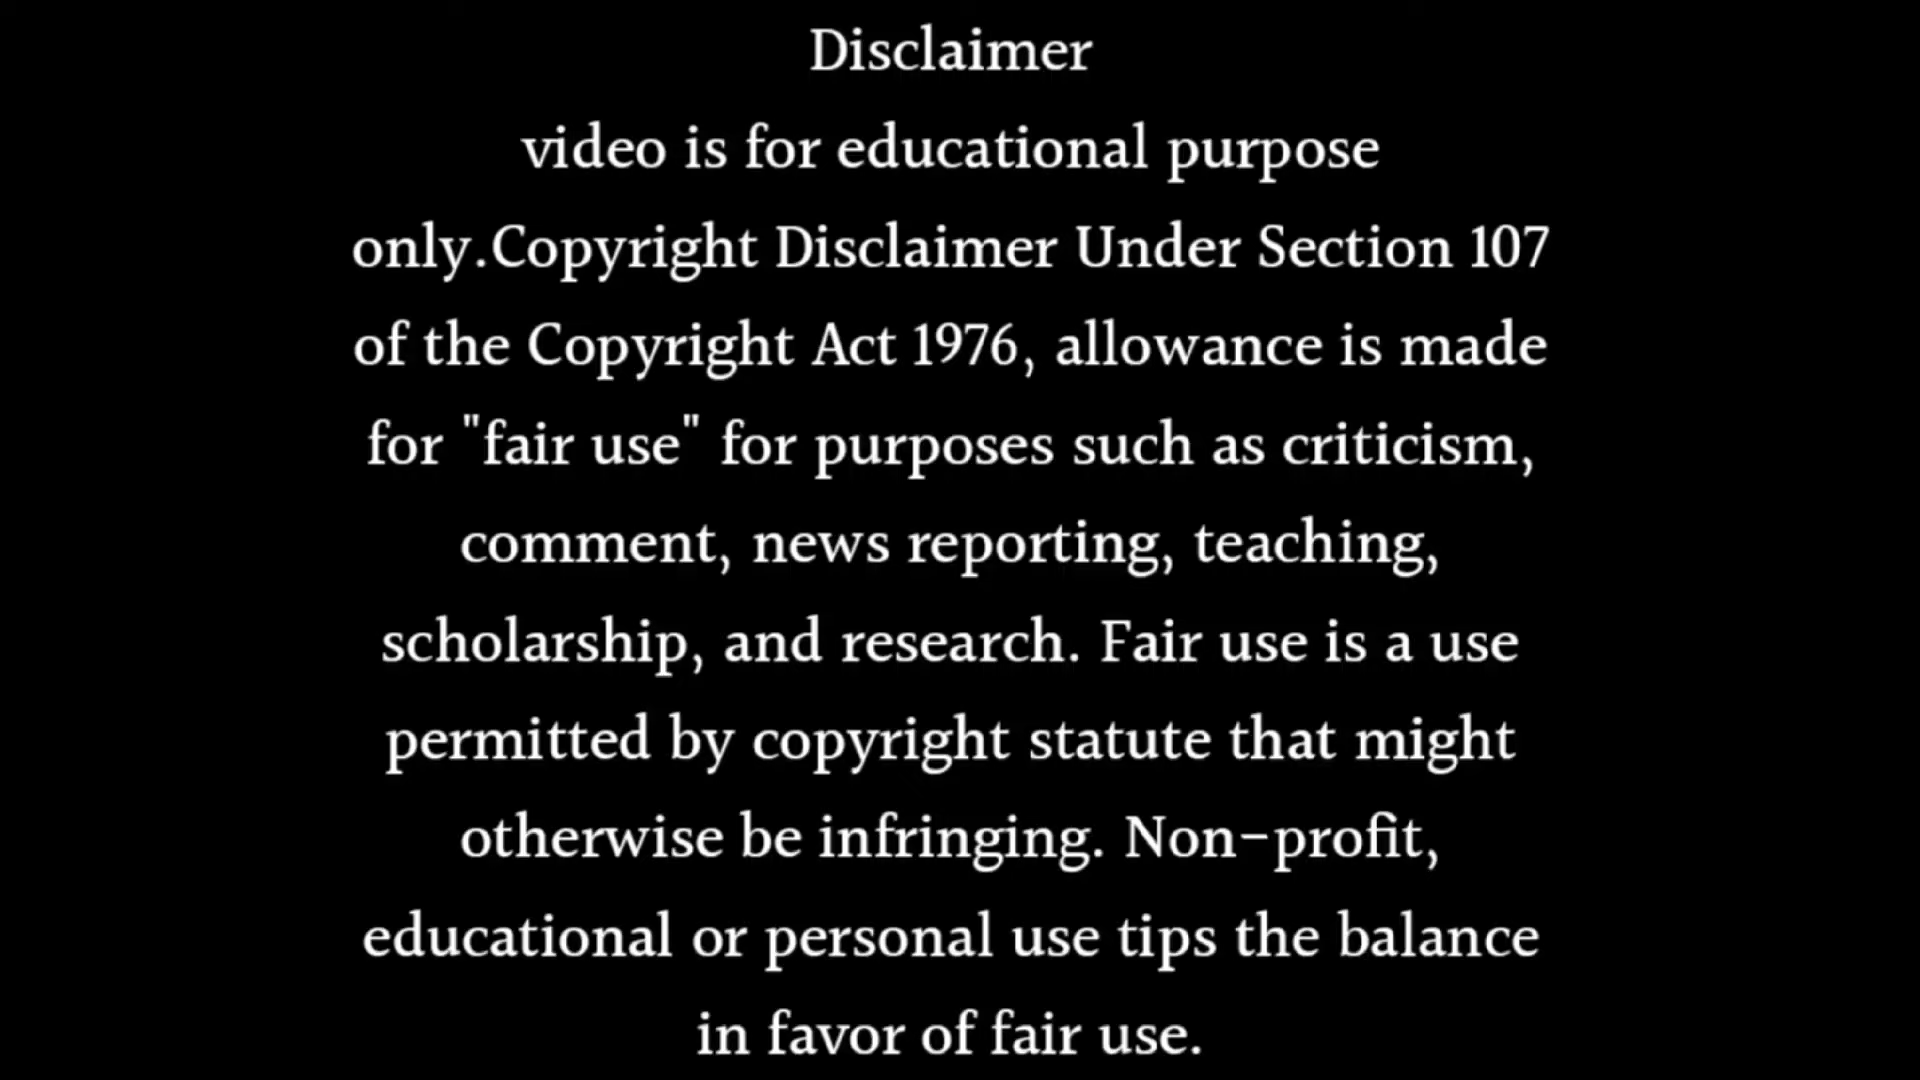 Disclaimer
video is for educational purpose
only.Copyright Disclaimer Under Section 107
of the Copyright Act 1976, allowance is made
for "fair use" for purposes such as criticism,
comment, news reporting, teaching,
scholarship, and research. Fair use is a use
permitted by copyright statute that might
otherwise be infringing. Non-profit,
educational or personal use tips the balance
in favor of fair use.